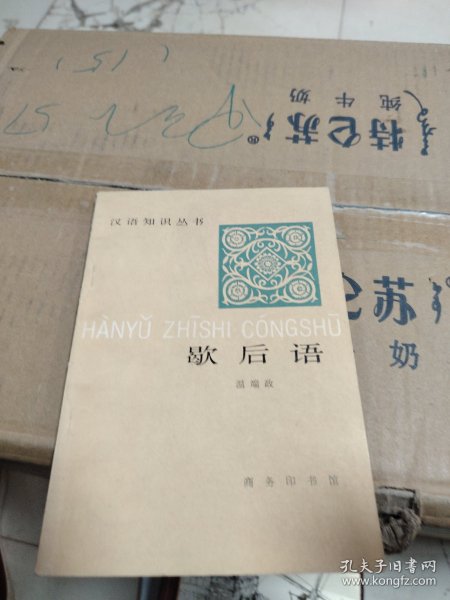 (15)
纯牛奶
特仑苏
®
汉语知识丛书
HÀNYǓ ZHĪSHI CÓNGSHŪ
歇后语
温端政
商务印书馆
仑苏
奶
孔夫子旧书网
www.kongfz.com